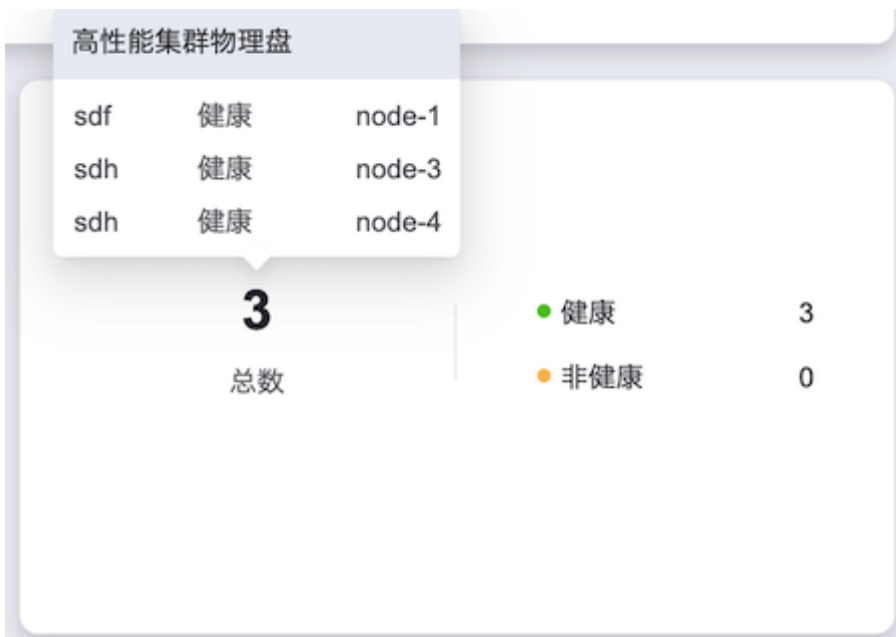 高性能集群物理盘
sdf 健康 node-1
sdh 健康 node-3
sdh 健康 node-4
3
总数
健康 3
非健康 0